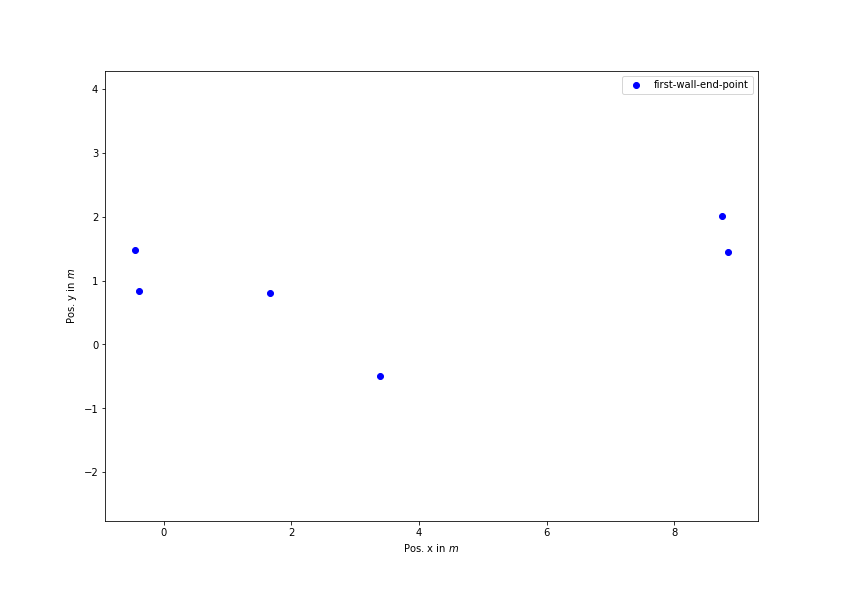 first-wall-end-point
4
3
2
1
0
−1
−2
Pos. y in m
0 2 4 6 8
Pos. x in m